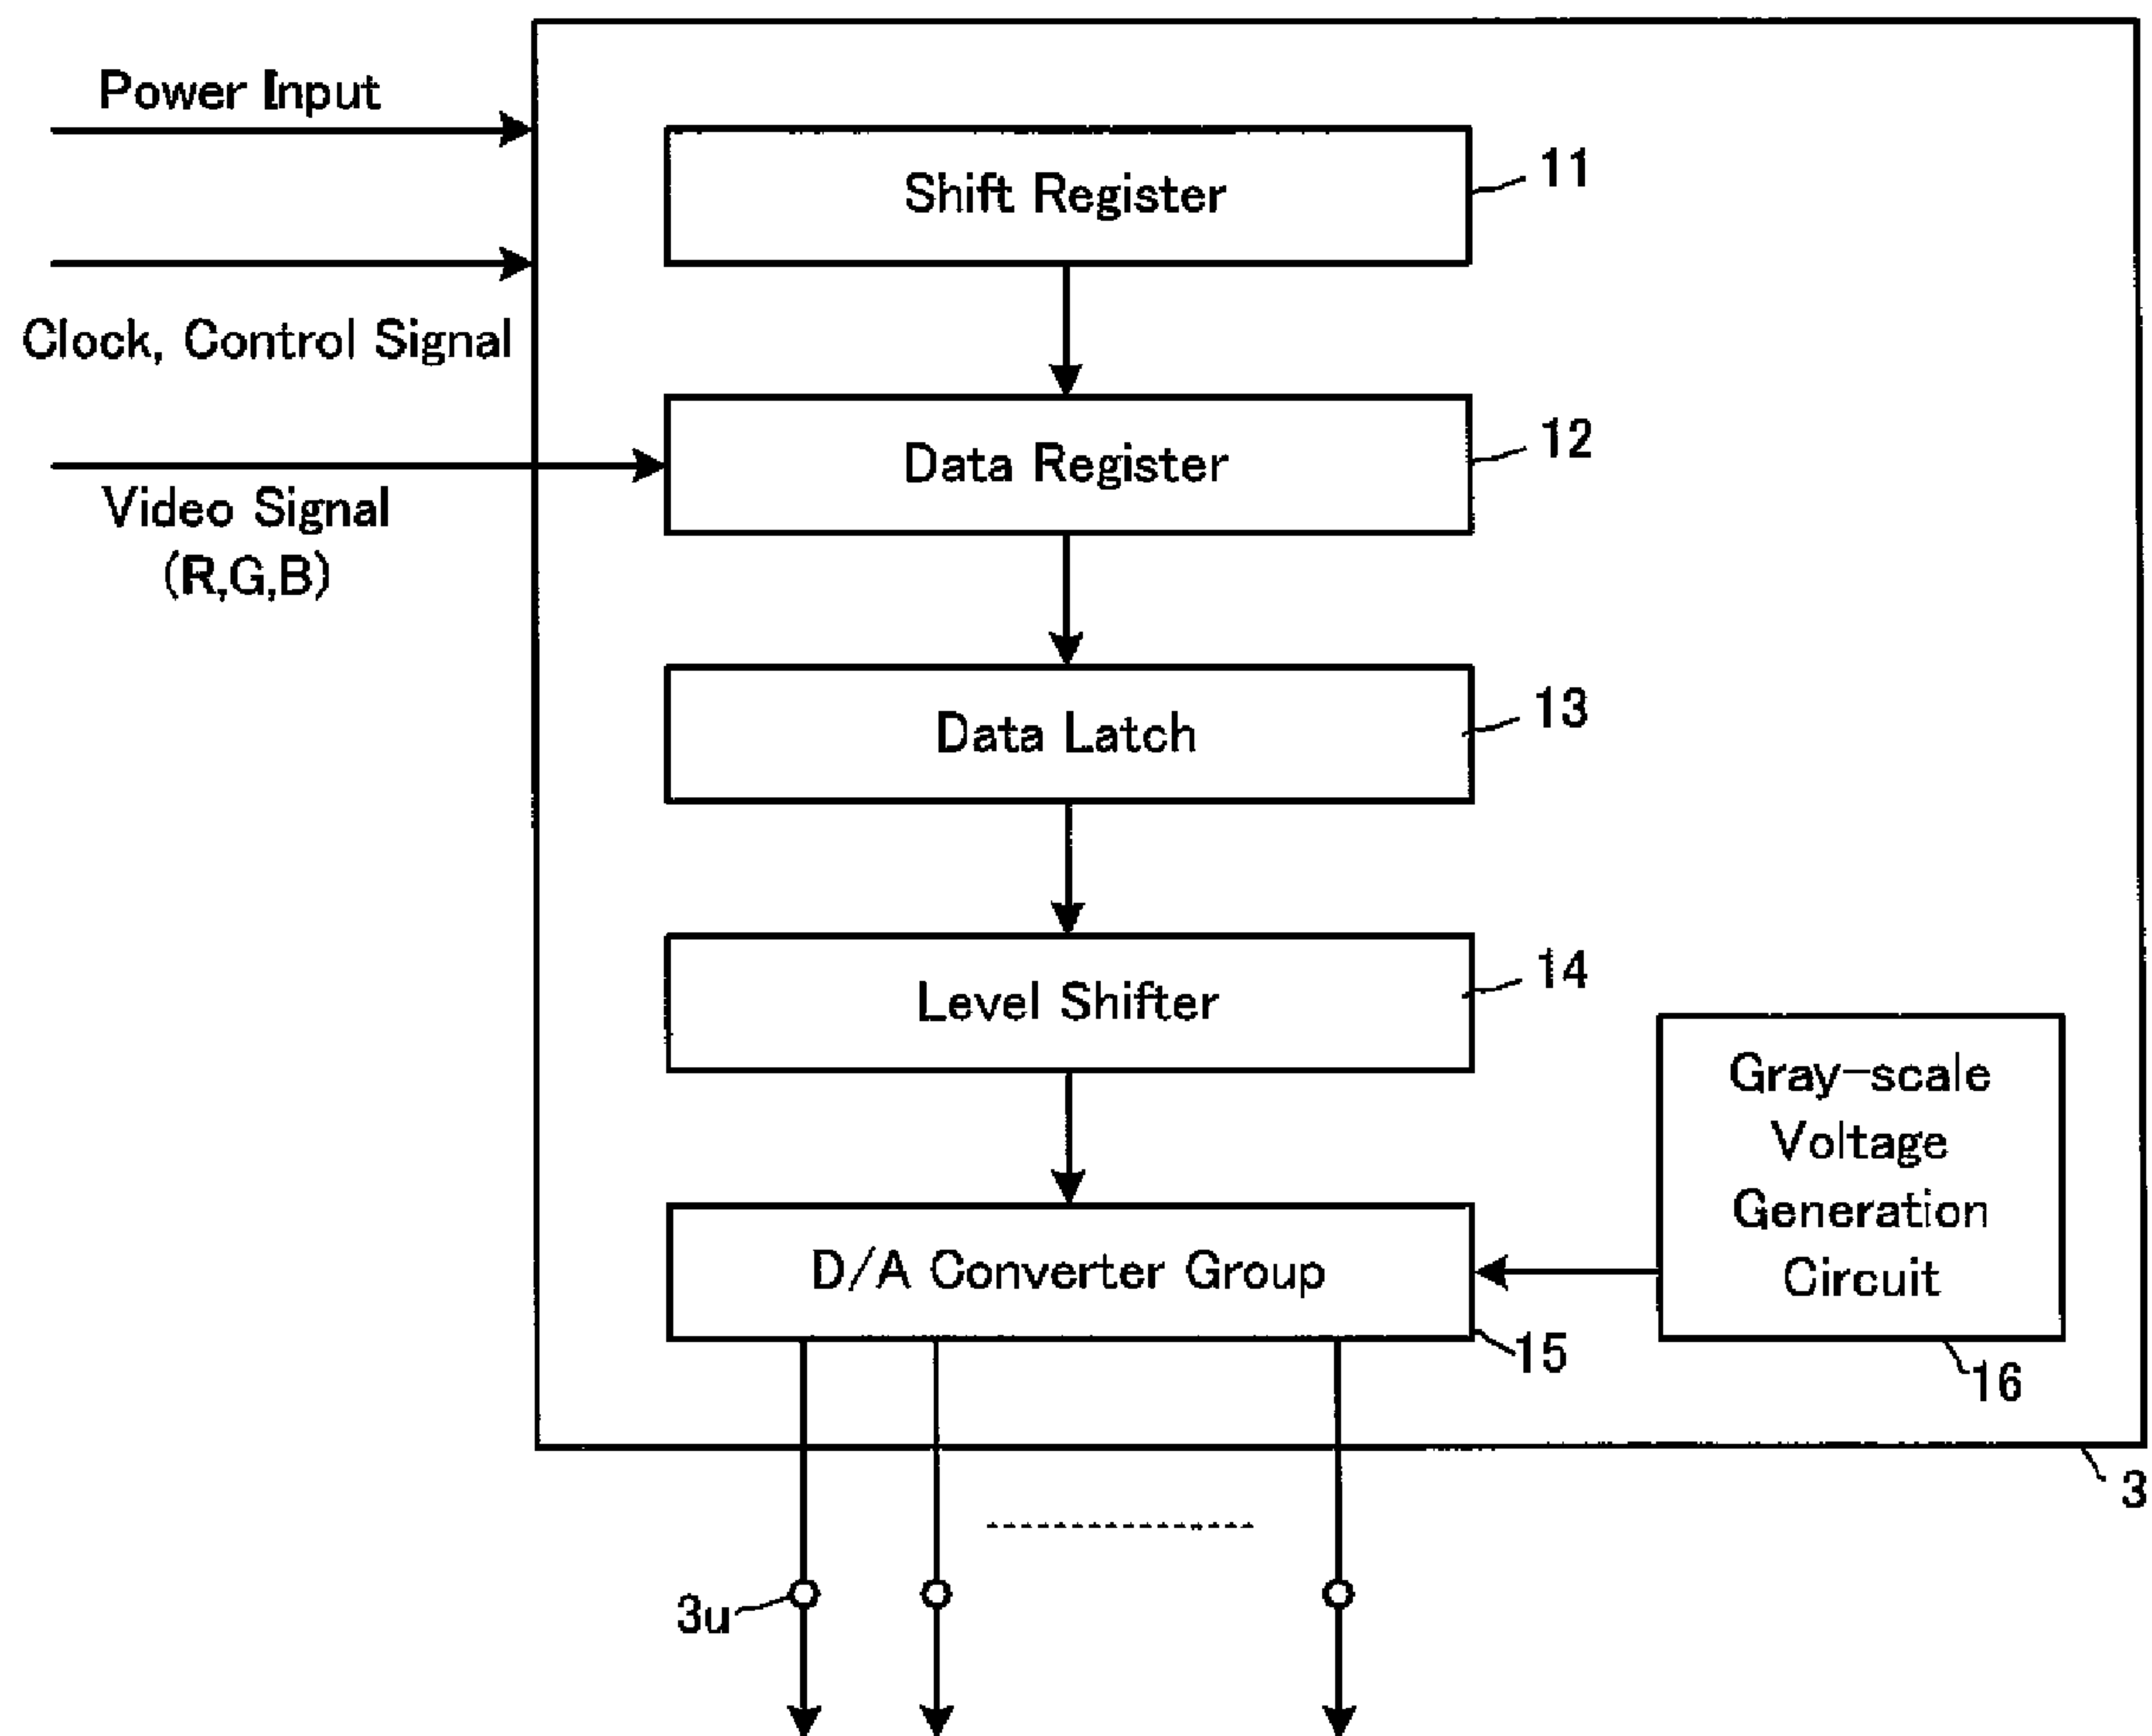 Power Input
Shift Register
11
Clock, Control Signal
Data Register
12
Video Signal
(R,G,B)
Data Latch
13
Level Shifter
14
Gray-scale
Voltage
Generation
Circuit
D/A Converter Group
15
16
3
3u